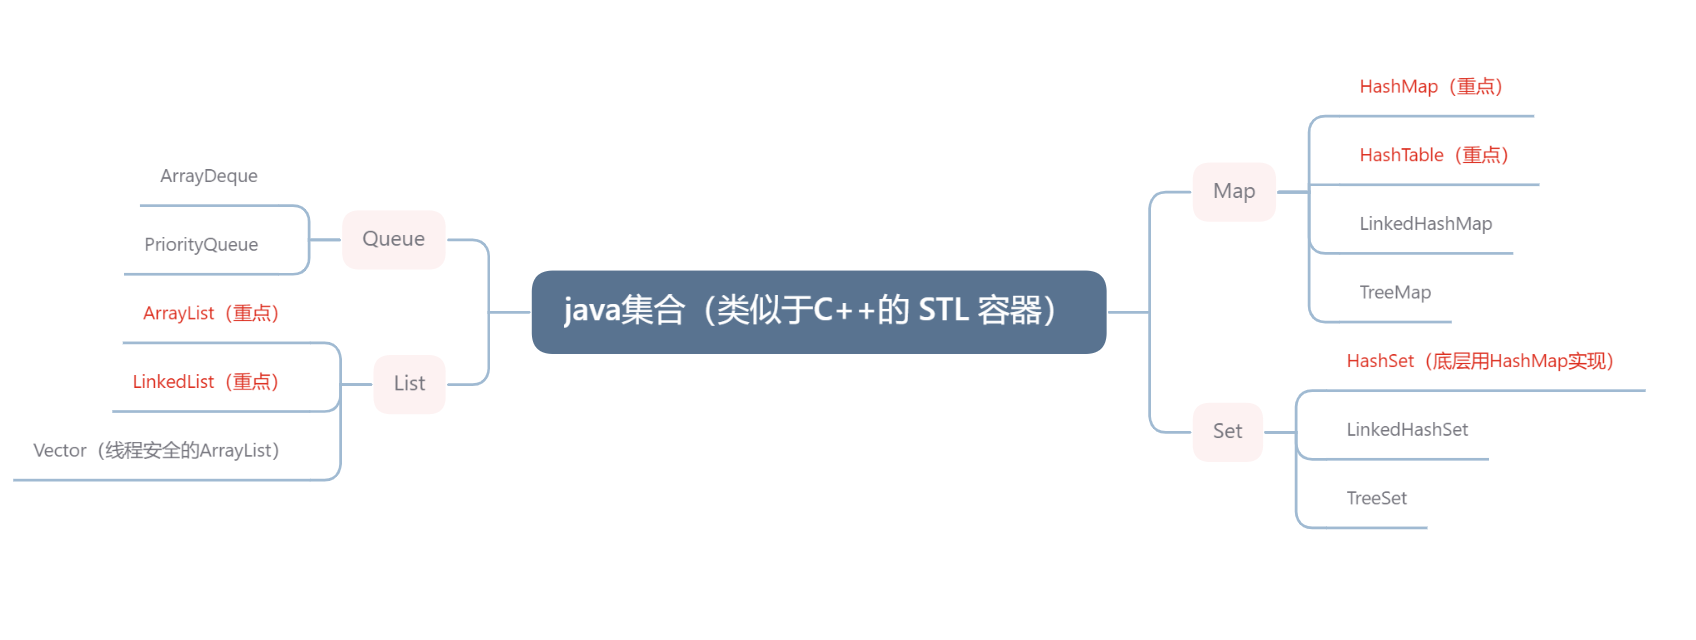 java集合（类似于C++的 STL 容器）
Queue
ArrayDeque
PriorityQueue
List
ArrayList（重点）
LinkedList（重点）
Vector（线程安全的ArrayList）
Map
HashMap（重点）
HashTable（重点）
LinkedHashMap
TreeMap
Set
HashSet（底层用HashMap实现）
LinkedHashSet
TreeSet